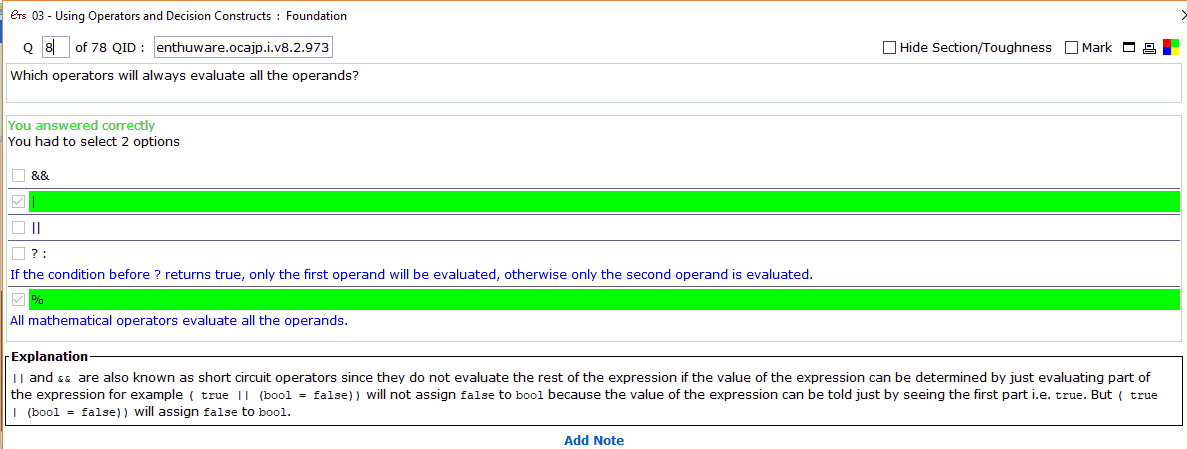 eTs 03 - Using Operators and Decision Constructs : Foundation
Q 8 of 78 QID : enthuware.ocajp.i.v8.2.973 Hide Section/Toughness Mark
Which operators will always evaluate all the operands?
You answered correctly
You had to select 2 options
&&
|
||
? :
If the condition before ? returns true, only the first operand will be evaluated, otherwise only the second operand is evaluated.
%
All mathematical operators evaluate all the operands.
Explanation
|| and && are also known as short circuit operators since they do not evaluate the rest of the expression if the value of the expression can be determined by just evaluating part of
the expression for example ( true || (bool = false)) will not assign false to bool because the value of the expression can be told just by seeing the first part i.e. true. But ( true
| (bool = false)) will assign false to bool.
Add Note